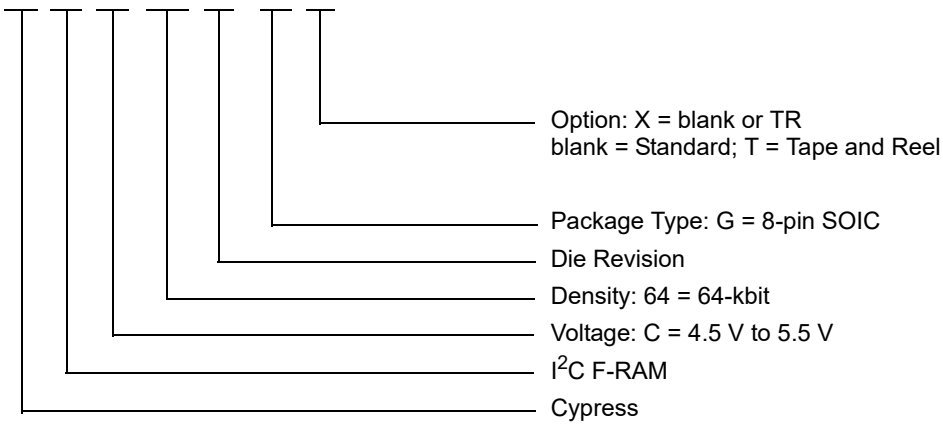 Option: X = blank or TR
blank = Standard; T = Tape and Reel
Package Type: G = 8-pin SOIC
Die Revision
Density: 64 = 64-kbit
Voltage: C = 4.5 V to 5.5 V
I²C F-RAM
Cypress